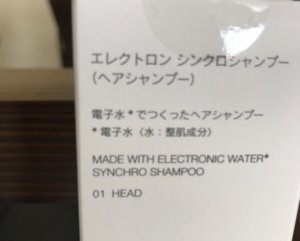 エレクトロン シンクロシャンプー
(ヘアシャンプー)
電子水*でつくったヘアシャンプー
*電子水〈水:整肌成分〉
MADE WITH ELECTRONIC WATER*
SYNCHRO SHAMPOO
01 HEAD